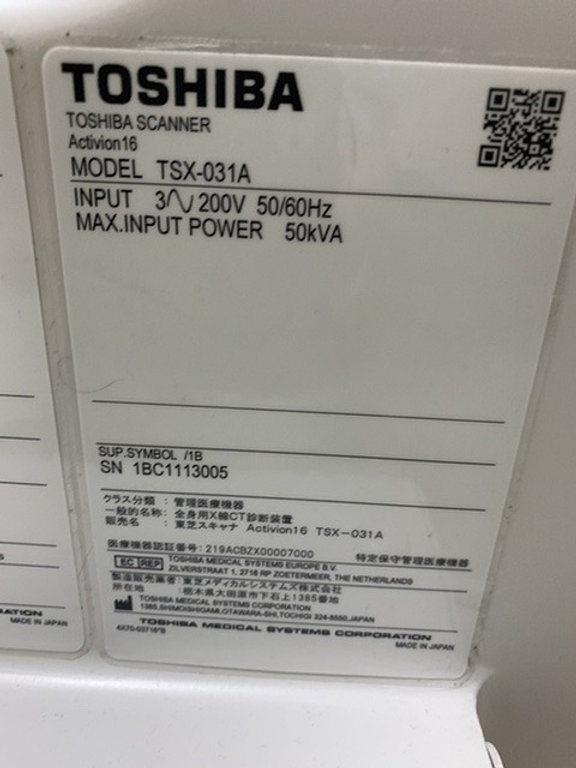 TOSHIBA
TOSHIBA SCANNER
Activion16
MODEL TSX-031A
INPUT 3∿ 200V 50/60Hz
MAX.INPUT POWER 50kVA
SUP.SYMBOL /1B
SN 1BC1113005
クラス分類 : 管理医療機器
一般的名称: 全身用X線CT診断装置
販売名 : 東芝スキャナ Activion16 TSX-031A
医療機器認証番号: 219ACBZX00007000 特定保守管理医療機器
EC REP TOSHIBA MEDICAL SYSTEMS EUROPE B.V.
ZILVERSTRAAT 1, 2718 RP ZOETERMEER, THE NETHERLANDS
製造販売業者: 東芝メディカルシステムズ株式会社
所在地 : 栃木県大田原市下石上1385番地
TOSHIBA MEDICAL SYSTEMS CORPORATION
1385,SHIMOISHIGAMI,OTAWARA-SHI,TOCHIGI 324-8550,JAPAN
TOSHIBA MEDICAL SYSTEMS CORPORATION
MADE IN JAPAN
ATION
MADE IN JAPAN